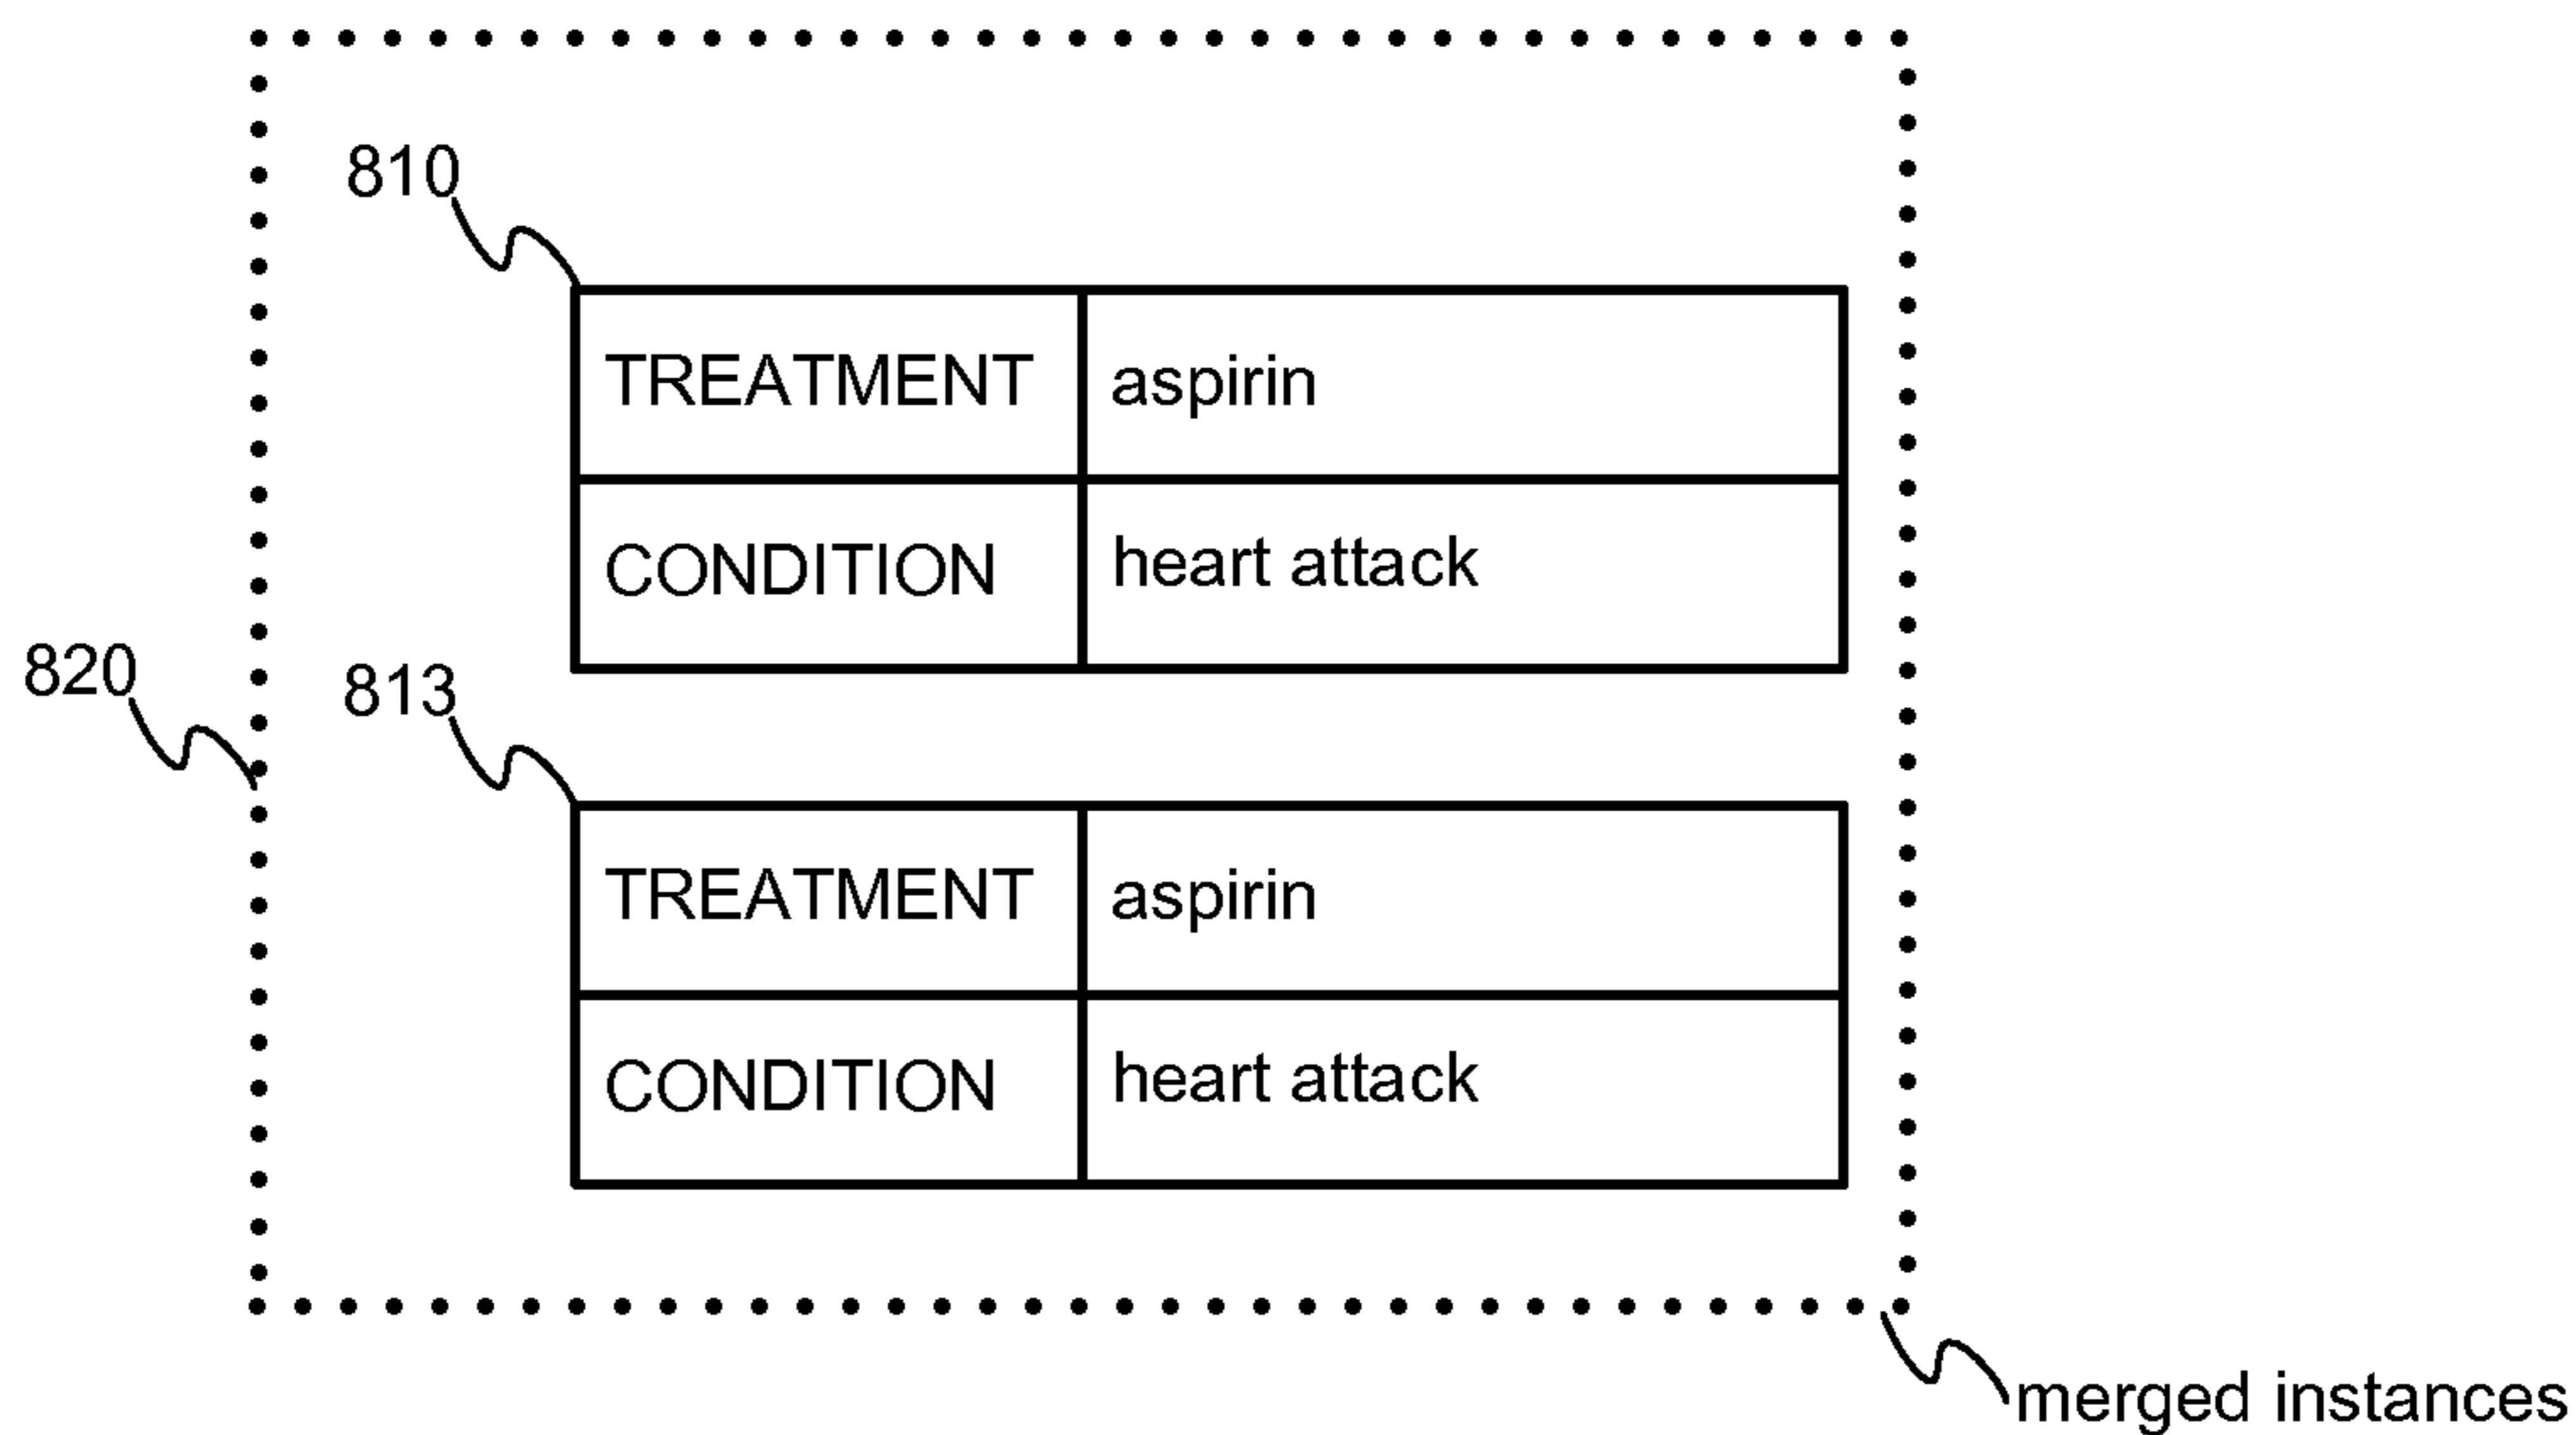 810
TREATMENT aspirin
CONDITION heart attack
820
813
TREATMENT aspirin
CONDITION heart attack
merged instances